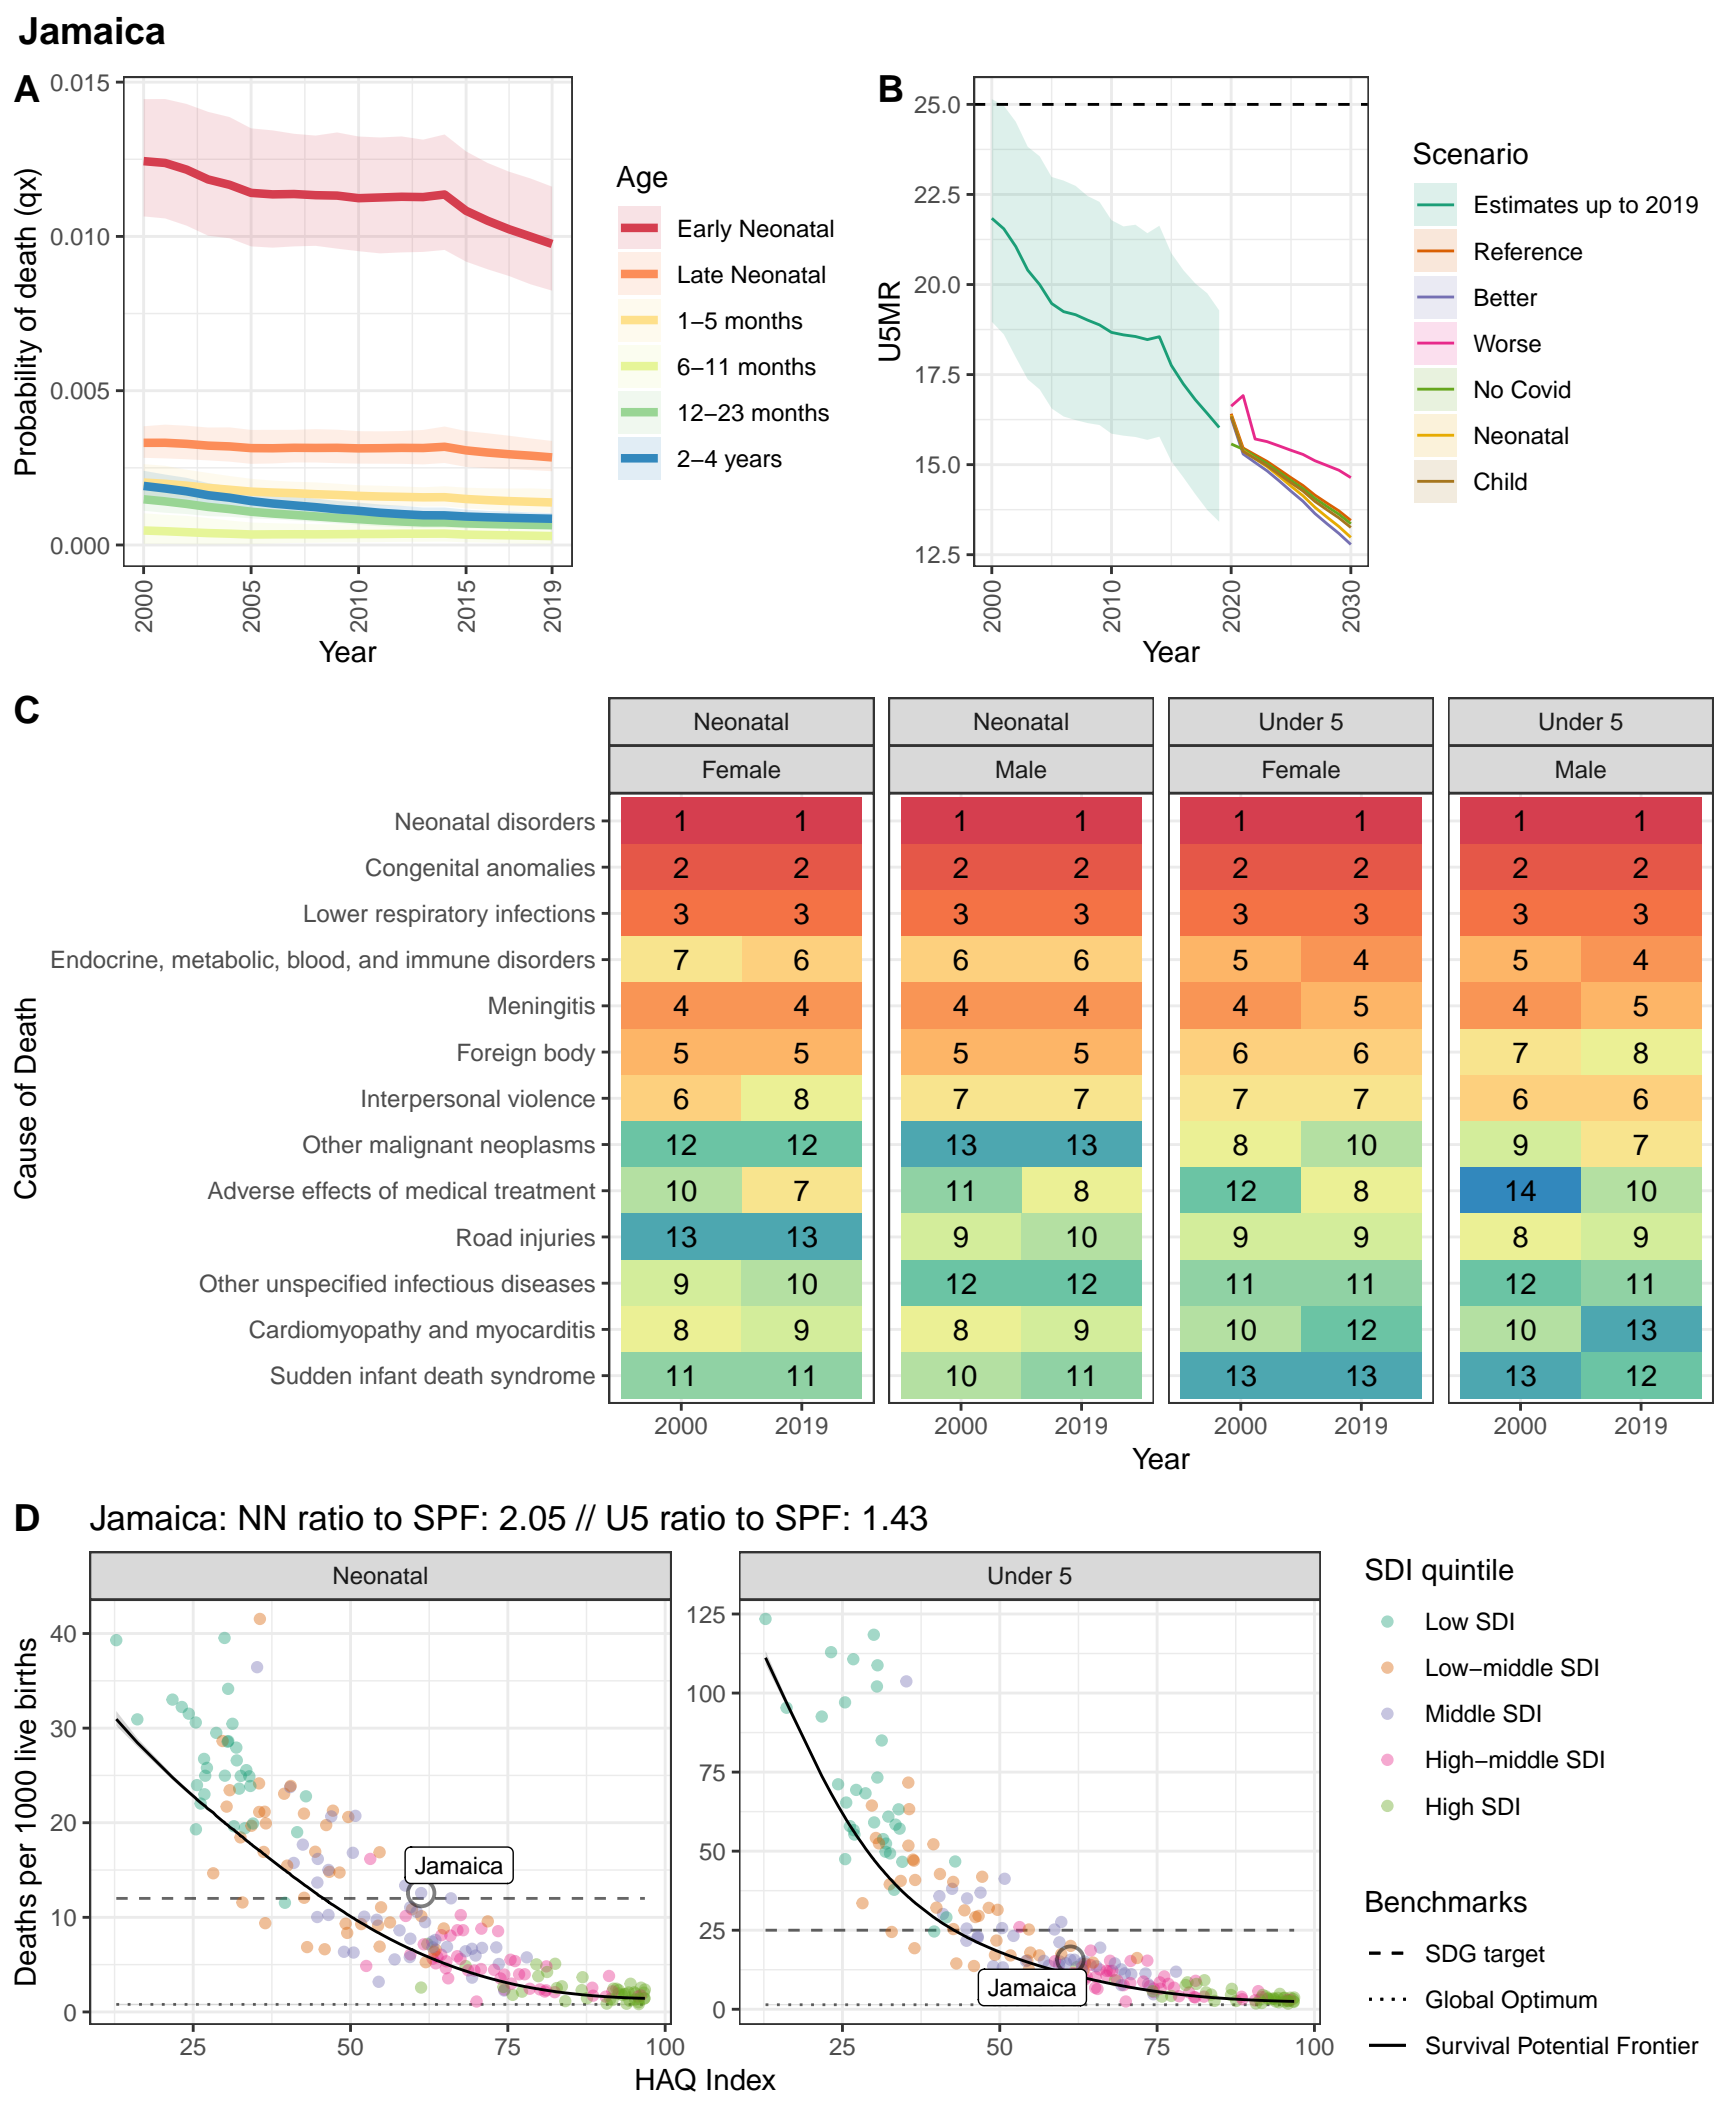 Jamaica
A
0.015
0.010
0.005
0.000
Probability of death (qx)
2000
2005
2010
2015
2019
Year
Age
Early Neonatal
Late Neonatal
1–5 months
6–11 months
12–23 months
2–4 years
B
25.0
22.5
20.0
17.5
15.0
12.5
U5MR
2000
2010
2020
2030
Year
Scenario
Estimates up to 2019
Reference
Better
Worse
No Covid
Neonatal
Child
C
Neonatal Neonatal Under 5 Under 5
Female Male Female Male
Cause of Death
Neonatal disorders 1 1 1 1 1 1 1 1
Congenital anomalies 2 2 2 2 2 2 2 2
Lower respiratory infections 3 3 3 3 3 3 3 3
Endocrine, metabolic, blood, and immune disorders 7 6 6 6 5 4 5 4
Meningitis 4 4 4 4 4 5 4 5
Foreign body 5 5 5 5 6 6 7 8
Interpersonal violence 6 8 7 7 7 7 6 6
Other malignant neoplasms 12 12 13 13 8 10 9 7
Adverse effects of medical treatment 10 7 11 8 12 8 14 10
Road injuries 13 13 9 10 9 9 8 9
Other unspecified infectious diseases 9 10 12 12 11 11 12 11
Cardiomyopathy and myocarditis 8 9 8 9 10 12 10 13
Sudden infant death syndrome 11 11 10 11 13 13 13 12
2000 2019 2000 2019 2000 2019 2000 2019
Year
D
Jamaica: NN ratio to SPF: 2.05 // U5 ratio to SPF: 1.43
Neonatal
Under 5
Deaths per 1000 live births
40
30
20
10
0
Jamaica
25 50 75 100
125
100
75
50
25
0
Jamaica
25 50 75 100
HAQ Index
SDI quintile
Low SDI
Low–middle SDI
Middle SDI
High–middle SDI
High SDI
Benchmarks
SDG target
Global Optimum
Survival Potential Frontier